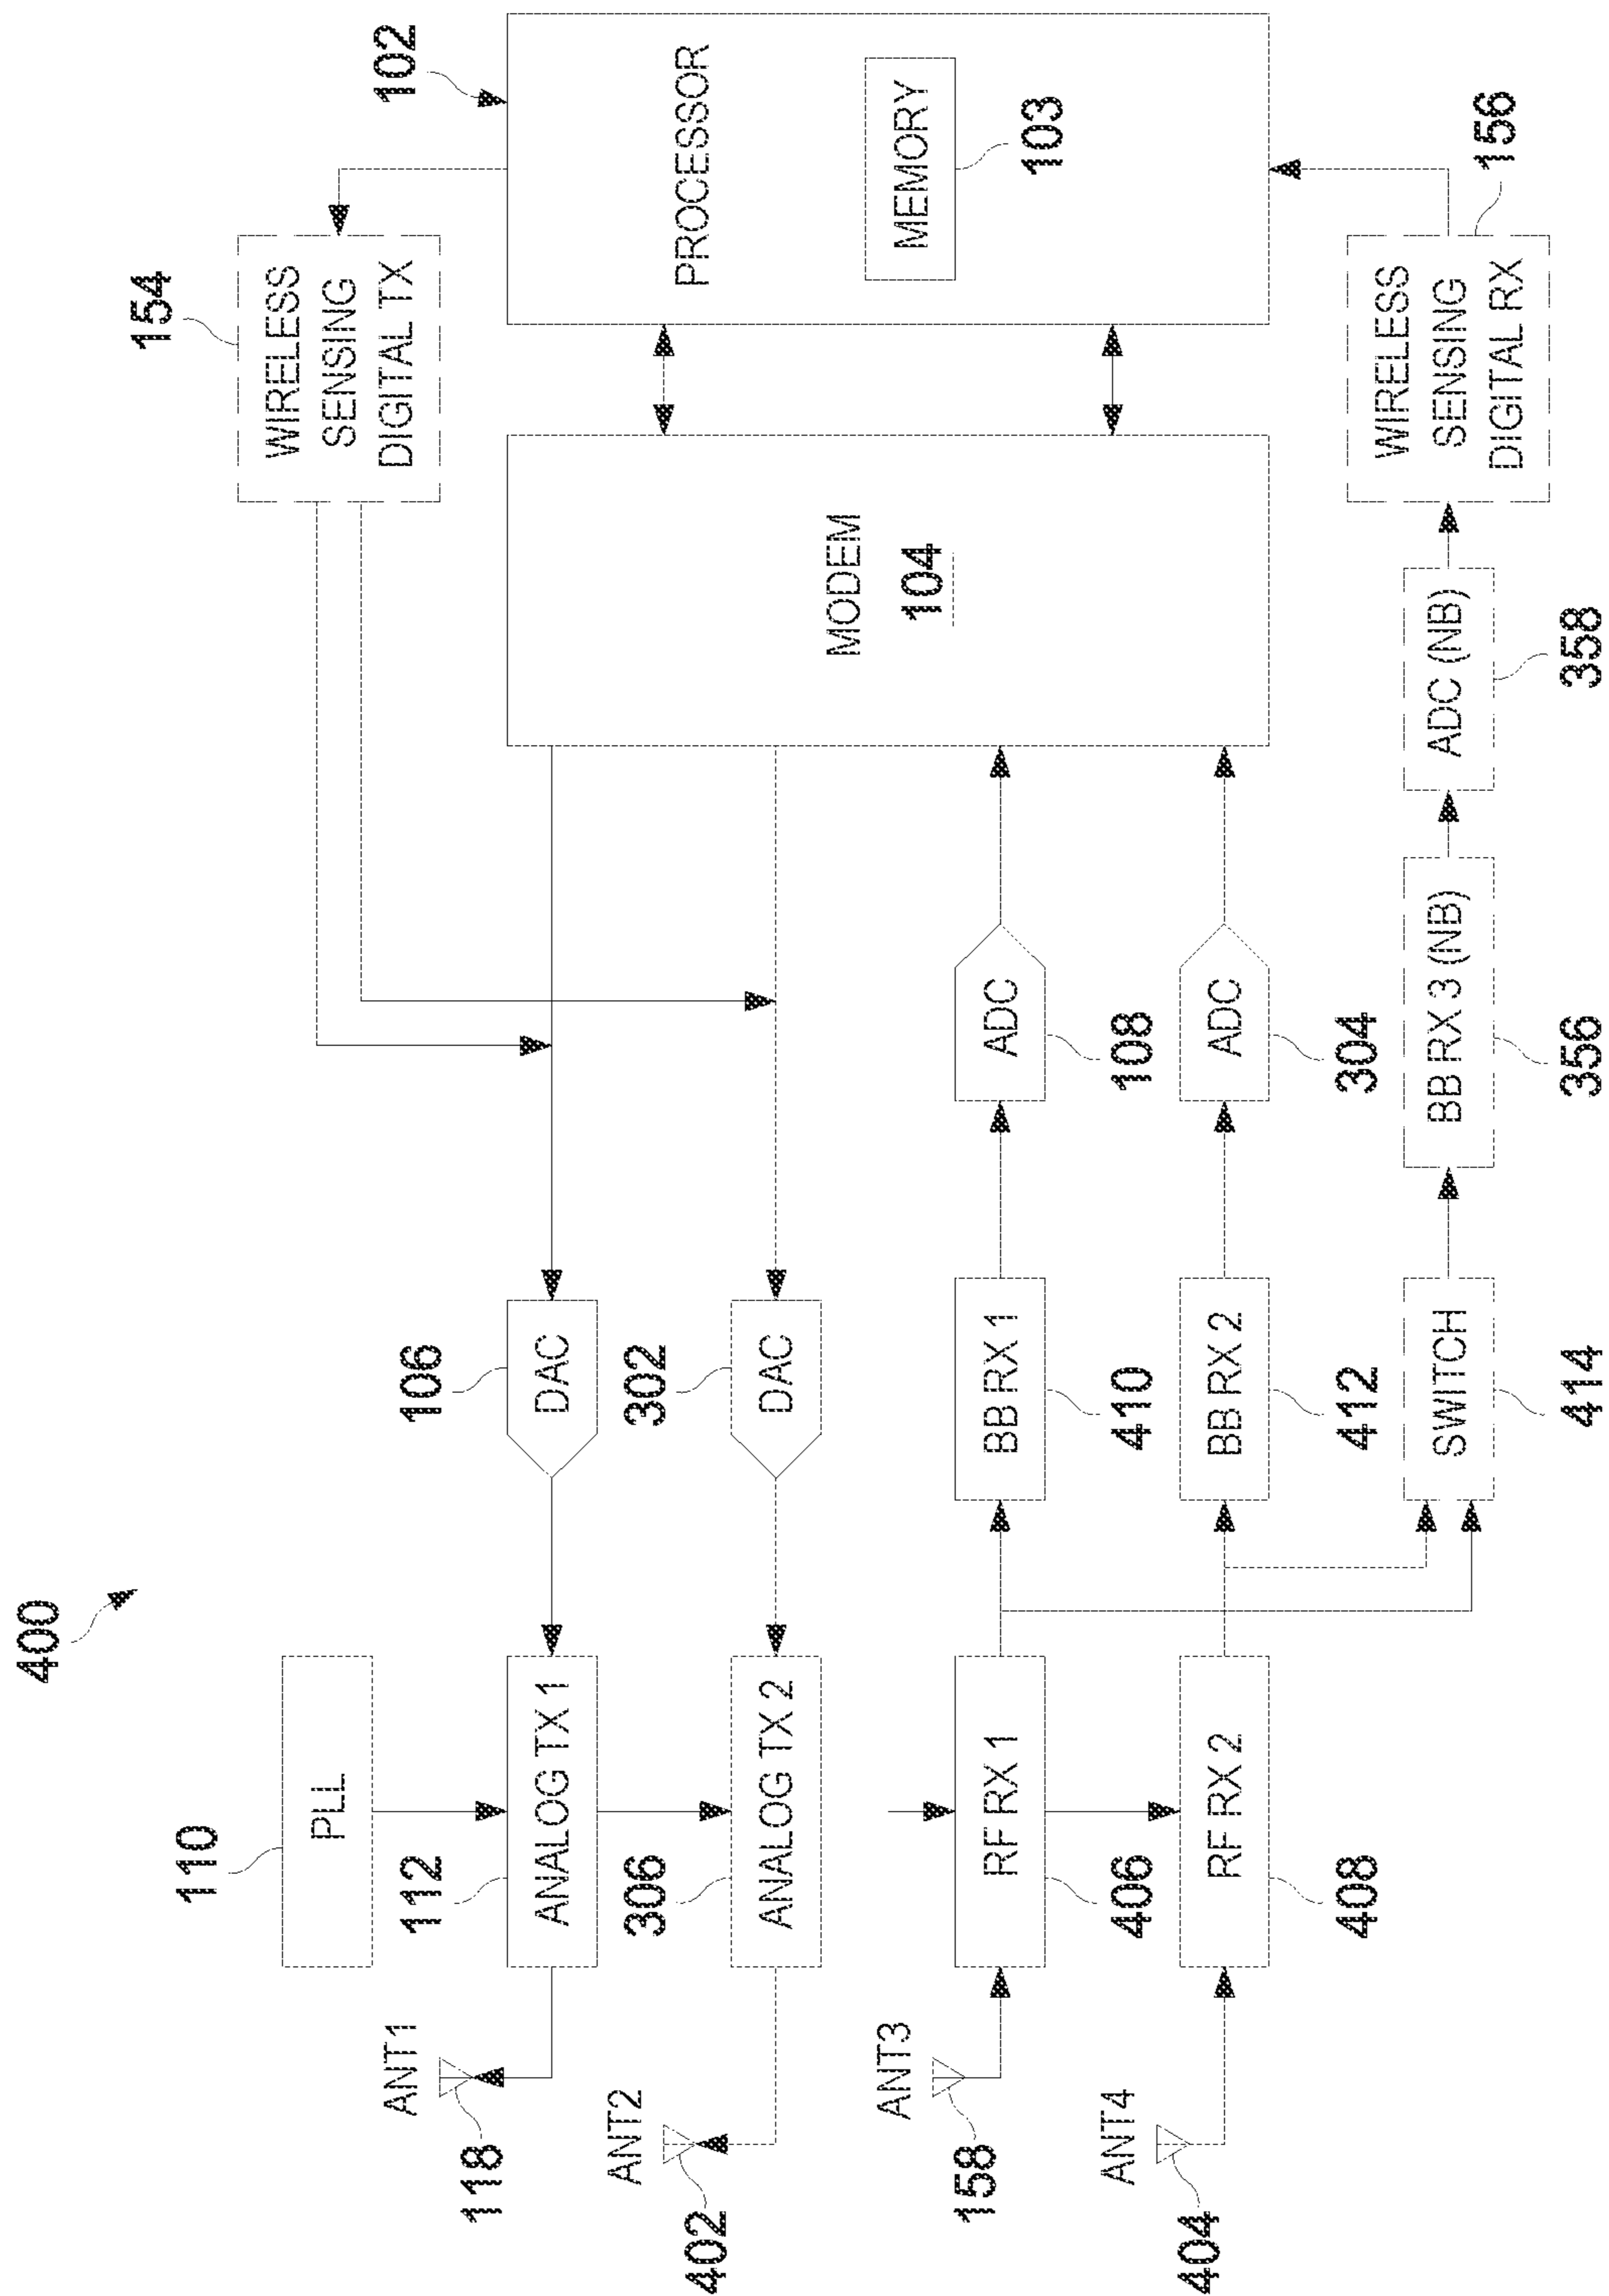 400
110
PLL
ANT1
118
112
ANALOG TX 1
106
DAC
154
WIRELESS
SENSING
DIGITAL TX
102
PROCESSOR
MEMORY
103
MODEM
104
ANT2
402
306
ANALOG TX 2
302
DAC
ANT3
158
RF RX 1
406
BB RX 1
410
ADC
108
ANT4
404
RF RX 2
408
BB RX 2
412
ADC
304
SWITCH
414
BB RX 3 (NB)
356
ADC (NB)
358
WIRELESS
SENSING
DIGITAL RX
156